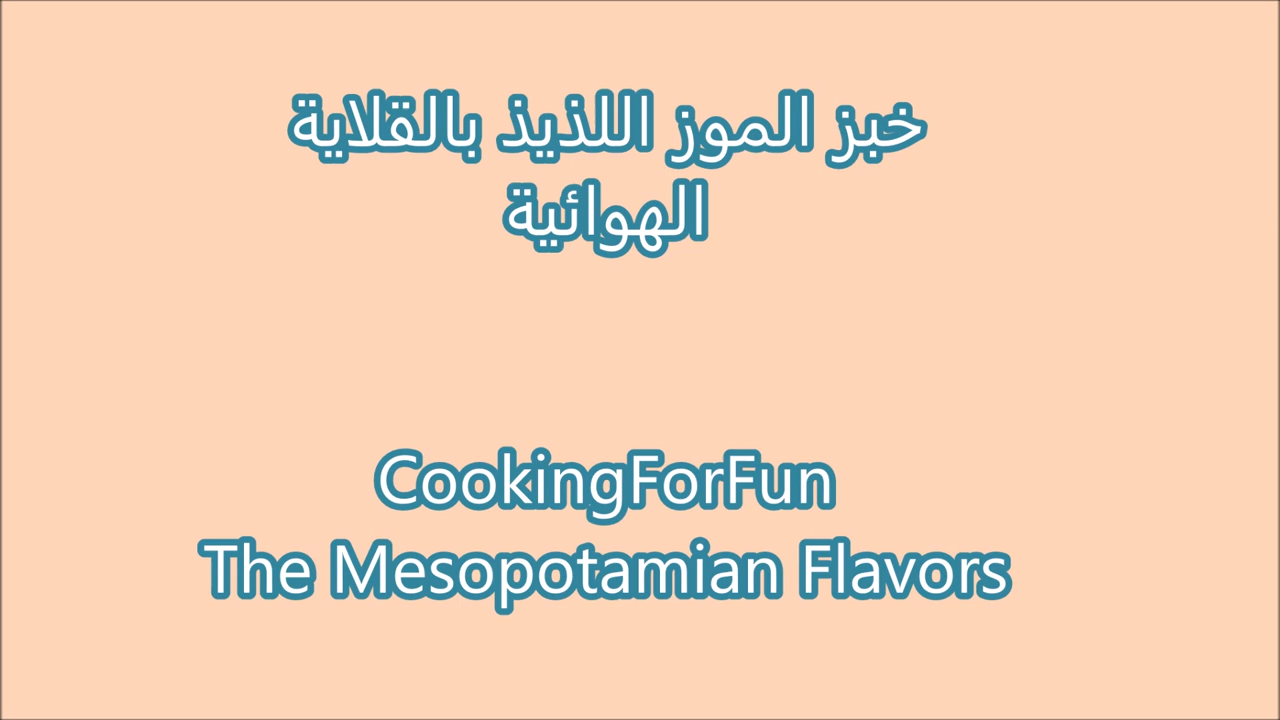 خبز الموز اللذيذ بالقلاية
الهوائية
CookingForFun
The Mesopotamian Flavors